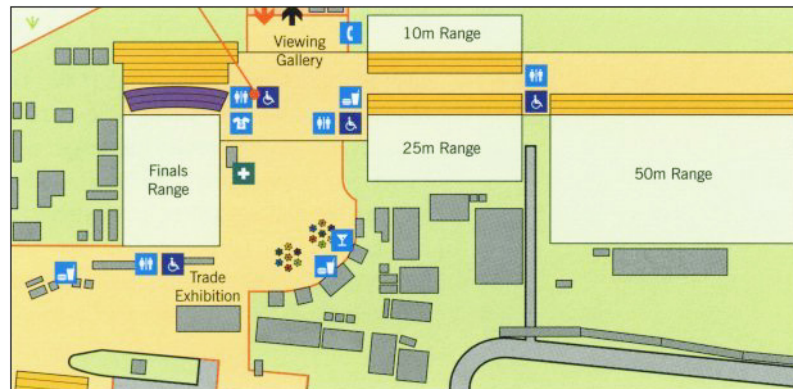 10m Range
Viewing
Gallery
25m Range
Finals
Range
50m Range
Trade
Exhibition